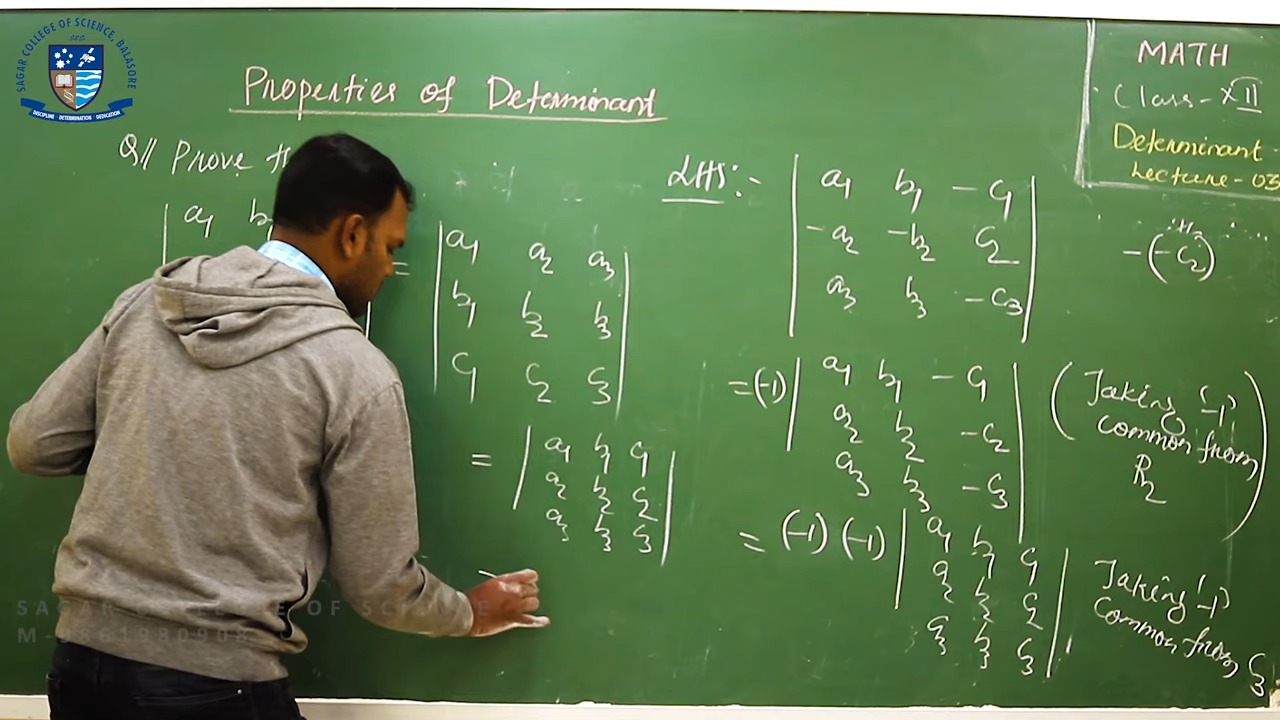 SAGAR COLLEGE OF SCIENCE, BALASORE
DISCIPLINE · DETERMINATION · DEDICATION
MATH
Class-XII
Determinant-
Lecture-03
Properties of Determinant
Q// Prove
a₁ b
=
a₁ a₂ a₃
b₁ b₂ b₃
c₁ c₂ c₃
=
a₁ b₁ c₁
a₂ b₂ c₂
a₃ b₃ c₃
LHS:-
a₁ b₁ -c₁
-a₂ -b₂ c₂
a₃ b₃ -c₃
-(-c₂)
=(-1)
a₁ b₁ -c₁
a₂ b₂ -c₂
a₃ b₃ -c₃
(Taking (-1)
common from
R₂)
= (-1) (-1)
a₁ b₁ c₁
a₂ b₂ c₂
a₃ b₃ c₃
Taking (-1)
common from C₃
SAGAR COLLEGE OF SCIENCE